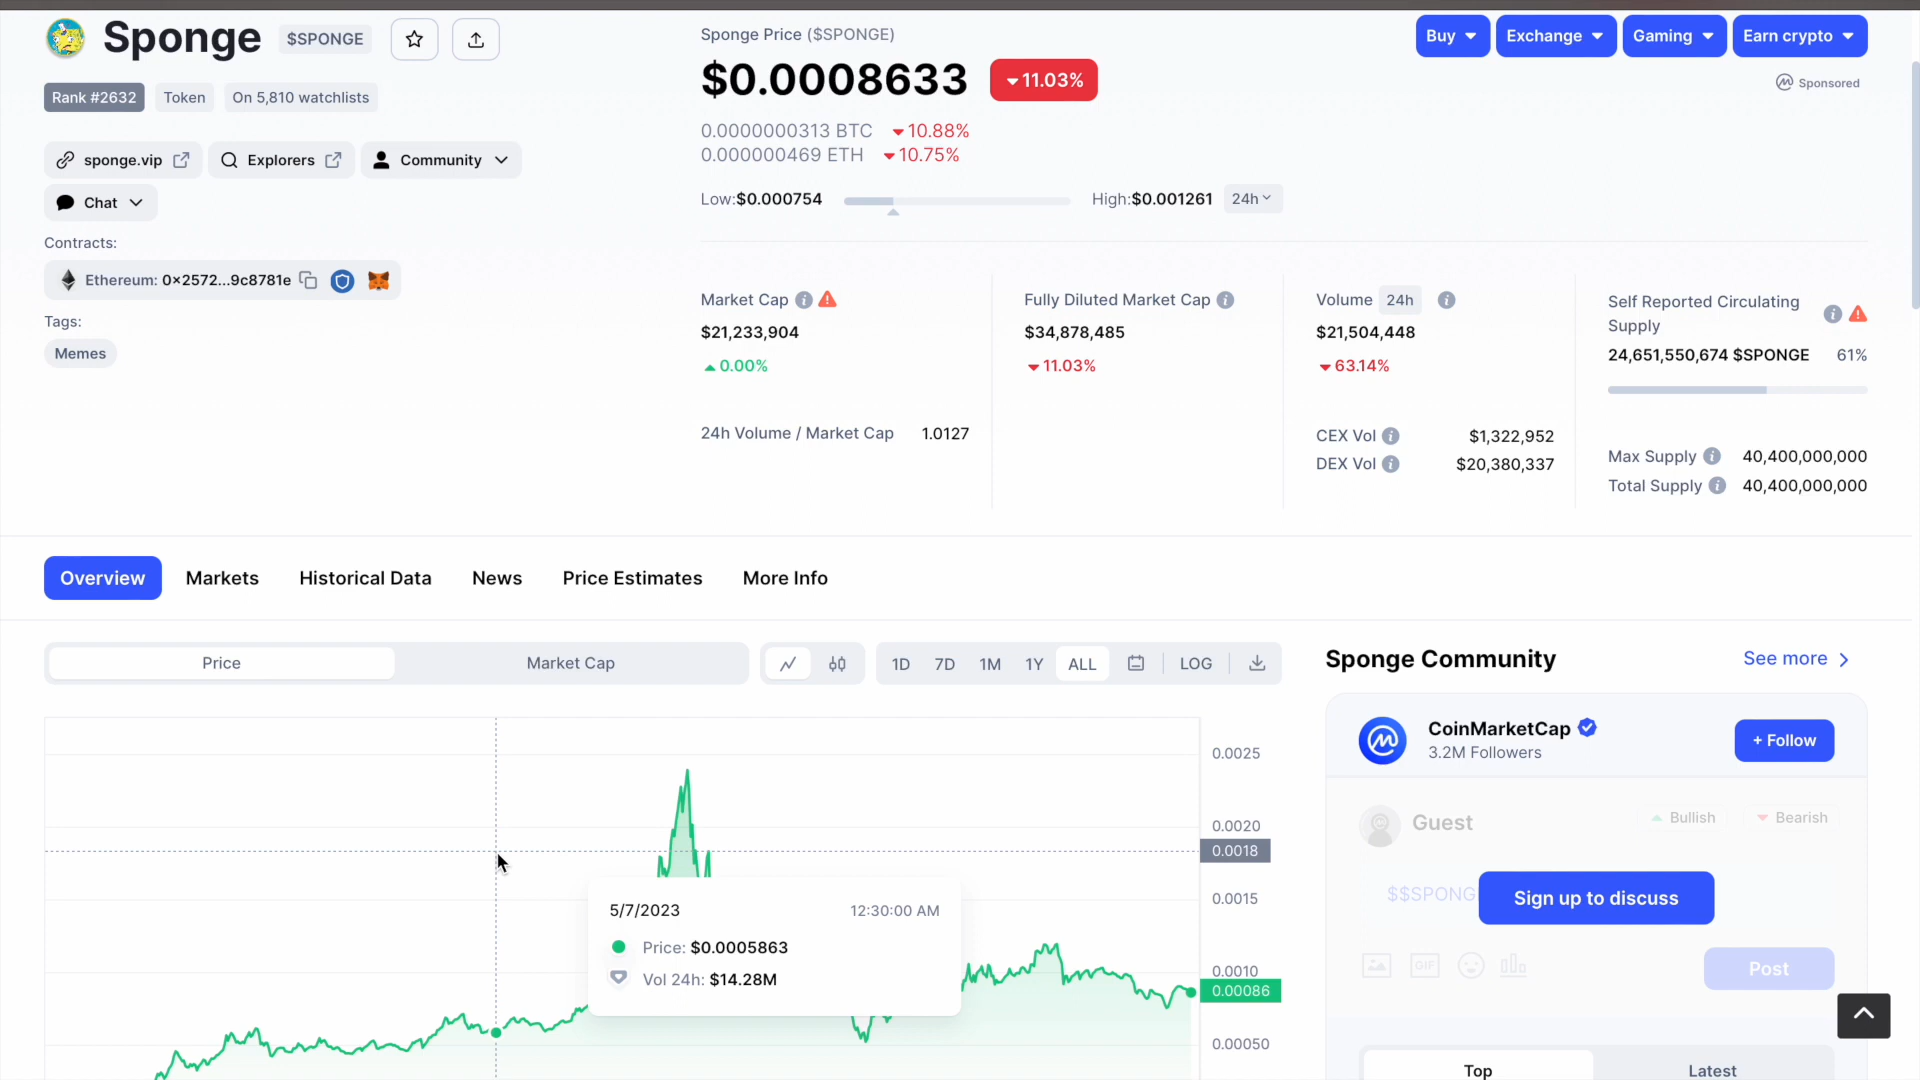 Sponge $SPONGE
Rank #2632 Token On 5,810 watchlists
sponge.vip Explorers Community
Chat
Contracts:
Ethereum: 0×2572...9c8781e
Tags:
Memes
Sponge Price ($SPONGE)
$0.0008633 11.03%
0.0000000313 BTC 10.88%
0.000000469 ETH 10.75%
Low:$0.000754 High:$0.001261 24h
Buy Exchange Gaming Earn crypto
Sponsored
Market Cap
$21,233,904
0.00%
24h Volume / Market Cap 1.0127
Fully Diluted Market Cap
$34,878,485
11.03%
Volume 24h
$21,504,448
63.14%
CEX Vol $1,322,952
DEX Vol $20,380,337
Self Reported Circulating
Supply
24,651,550,674 $SPONGE 61%
Max Supply 40,400,000,000
Total Supply 40,400,000,000
Overview Markets Historical Data News Price Estimates More Info
Price Market Cap 1D 7D 1M 1Y ALL LOG
0.0025
0.0020
0.0018
0.0015
0.0010
0.00086
0.00050
5/7/2023 12:30:00 AM
Price: $0.0005863
Vol 24h: $14.28M
Sponge Community See more
CoinMarketCap
3.2M Followers
+ Follow
Guest Bullish Bearish
$$SPONG
Sign up to discuss
GIF
Post
Top Latest